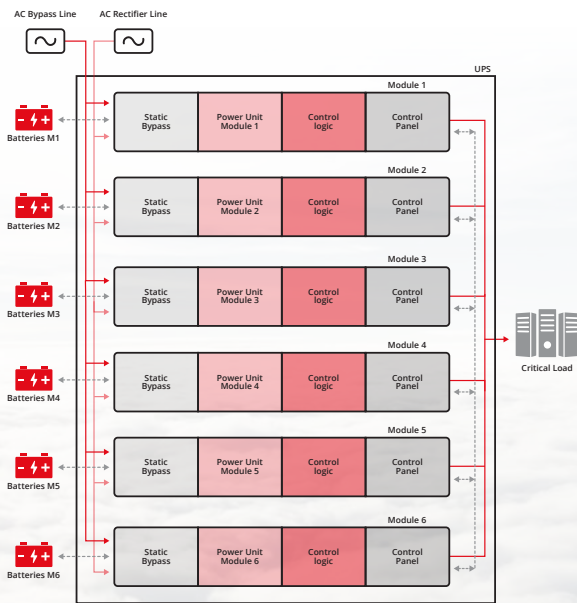 AC Bypass Line
AC Rectifier Line
UPS
Module 1
Static
Bypass
Power Unit
Module 1
Control
logic
Control
Panel
Batteries M1
Module 2
Static
Bypass
Power Unit
Module 2
Control
logic
Control
Panel
Batteries M2
Module 3
Static
Bypass
Power Unit
Module 3
Control
logic
Control
Panel
Batteries M3
Critical Load
Module 4
Static
Bypass
Power Unit
Module 4
Control
logic
Control
Panel
Batteries M4
Module 5
Static
Bypass
Power Unit
Module 5
Control
logic
Control
Panel
Batteries M5
Module 6
Static
Bypass
Power Unit
Module 6
Control
logic
Control
Panel
Batteries M6